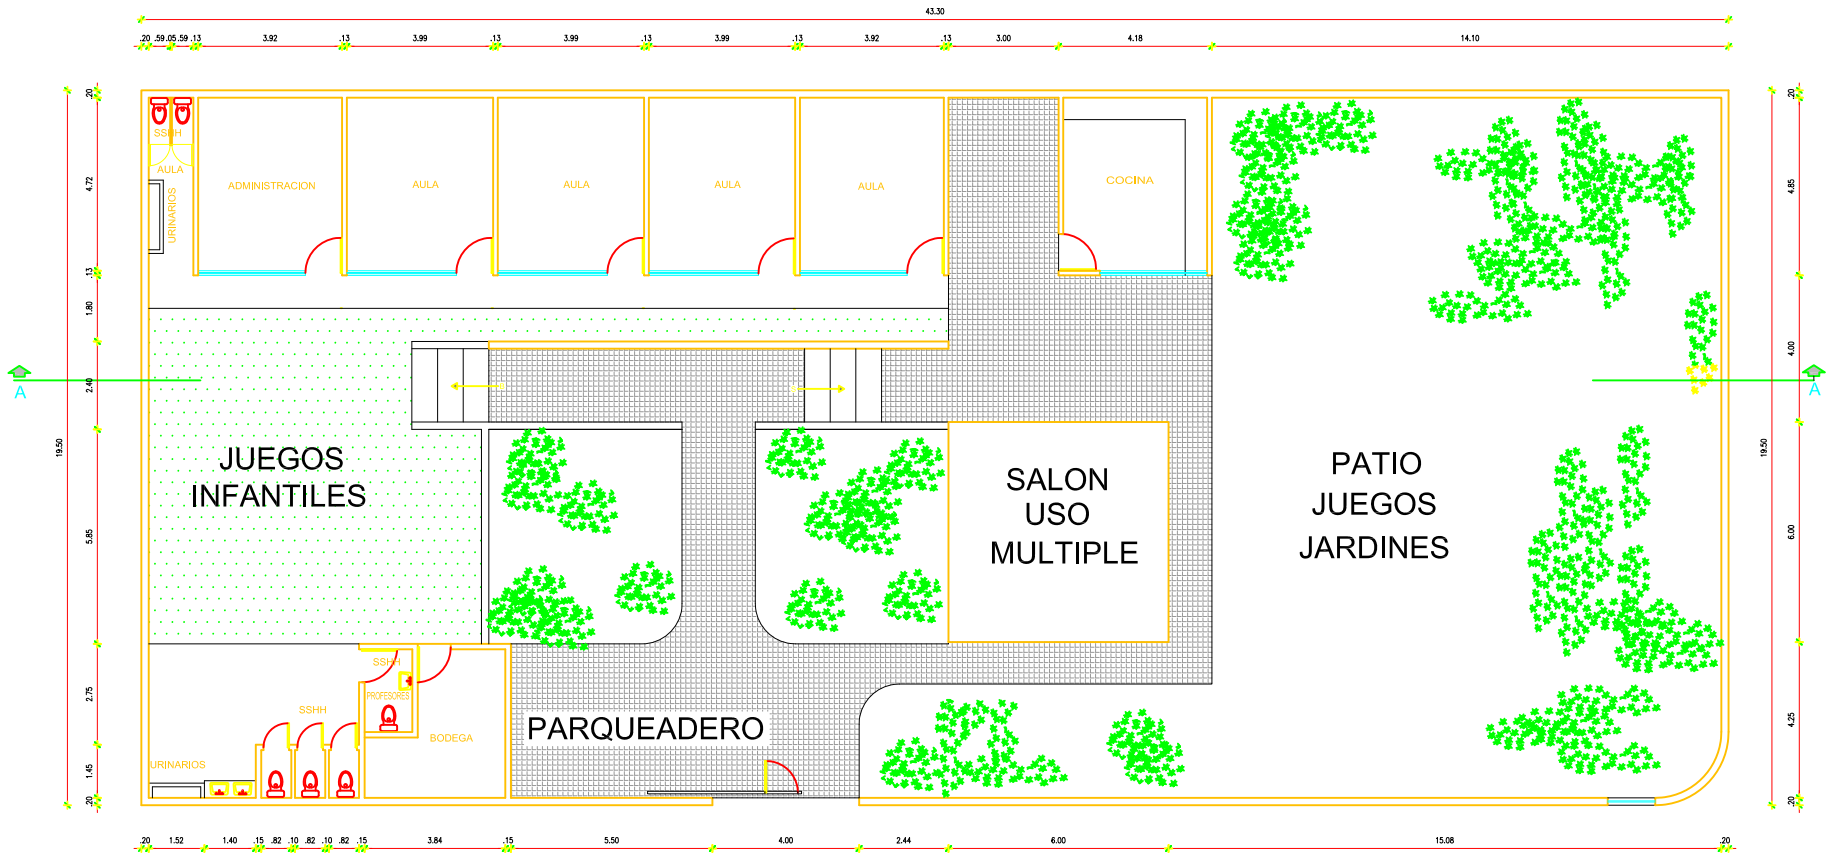 43.30
.20 .59 .05 .59 .13 3.92 .13 3.99 .13 3.99 .13 3.99 .13 3.92 .13 3.00 4.18 14.10
.20
4.72
.13
1.80
2.40
5.85
2.75
1.45
.20
19.50
A
SSHH
AULA
URINARIOS
ADMINISTRACION
AULA
AULA
AULA
AULA
COCINA
JUEGOS
INFANTILES
SALON
USO
MULTIPLE
PATIO
JUEGOS
JARDINES
SSHH
PROFESORES
SSHH
BODEGA
URINARIOS
PARQUEADERO
.20
4.85
4.00
6.00
4.25
.20
19.50
A
.20 1.52 1.40 .15 .82 .10 .82 .10 .82 .15 3.84 .15 5.50 4.00 2.44 6.00 15.08 .20